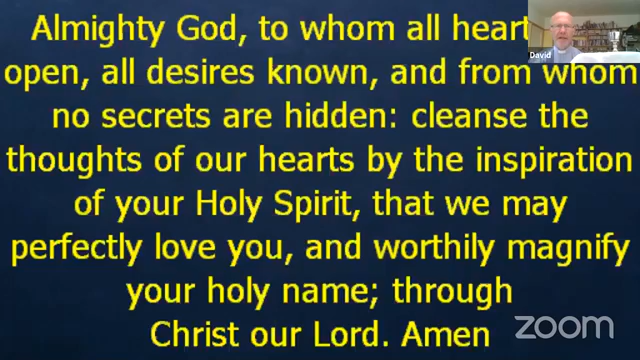 Almighty God, to whom all heart
open, all desires known, and from whom
no secrets are hidden: cleanse the
thoughts of our hearts by the inspiration
of your Holy Spirit, that we may
perfectly love you, and worthily magnify
your holy name; through
Christ our Lord. Amen
David
zoom